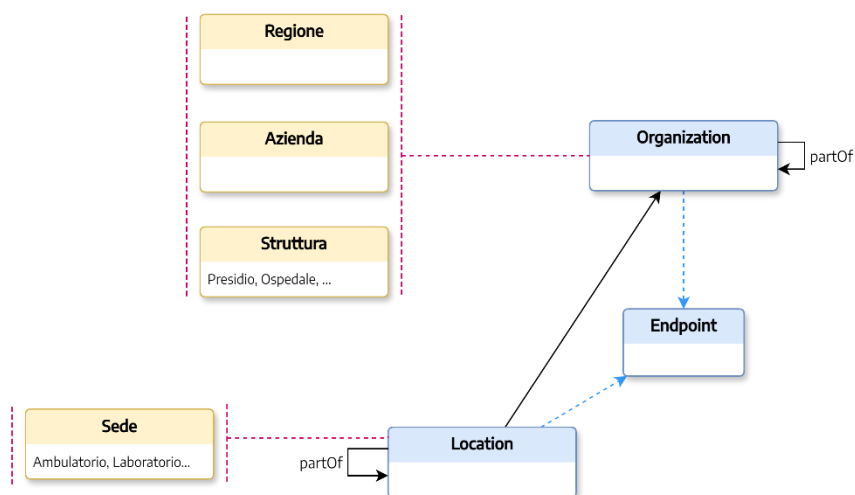 Regione
Azienda
Organization
partOf
Struttura
Presidio, Ospedale, ...
Endpoint
Sede
Ambulatorio, Laboratorio...
Location
partOf